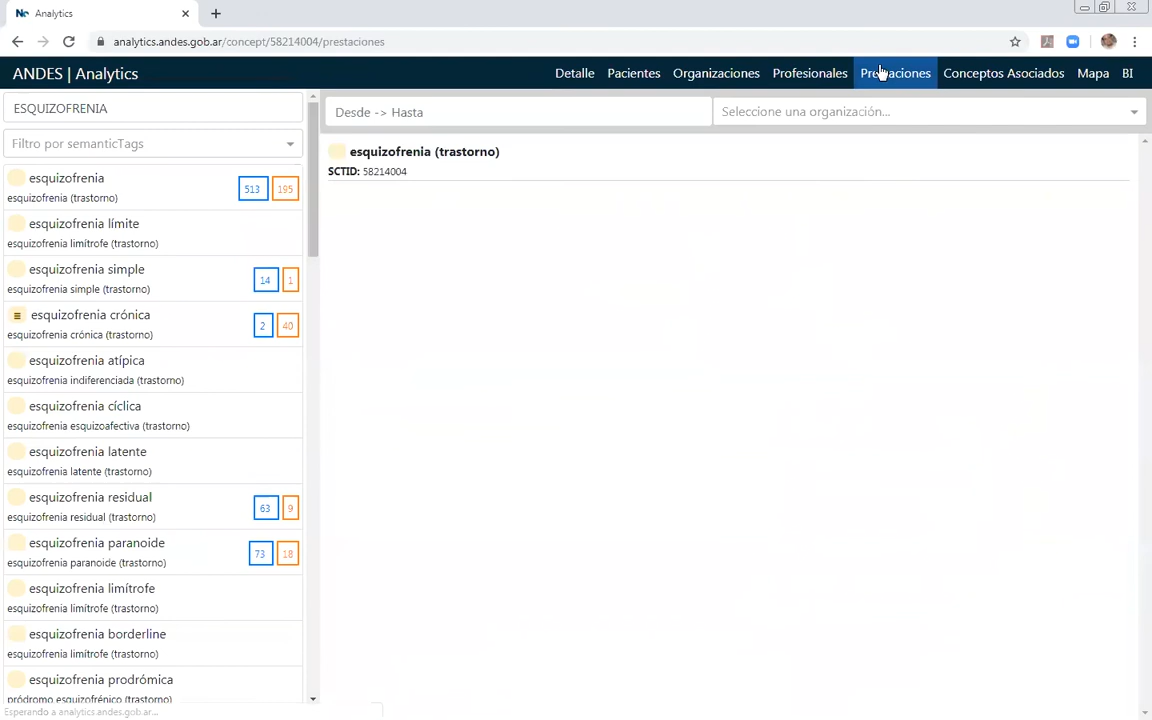 Analytics
analytics.andes.gob.ar/concept/58214004/prestaciones
ANDES | Analytics
Detalle Pacientes Organizaciones Profesionales Prestaciones Conceptos Asociados Mapa BI
ESQUIZOFRENIA
Desde -> Hasta
Seleccione una organización...
Filtro por semanticTags
esquizofrenia (trastorno)
SCTID: 58214004
esquizofrenia
esquizofrenia (trastorno)
513 195
esquizofrenia límite
esquizofrenia limítrofe (trastorno)
esquizofrenia simple
esquizofrenia simple (trastorno)
14 1
esquizofrenia crónica
esquizofrenia crónica (trastorno)
2 40
esquizofrenia atípica
esquizofrenia indiferenciada (trastorno)
esquizofrenia cíclica
esquizofrenia esquizoafectiva (trastorno)
esquizofrenia latente
esquizofrenia latente (trastorno)
esquizofrenia residual
esquizofrenia residual (trastorno)
63 9
esquizofrenia paranoide
esquizofrenia paranoide (trastorno)
73 18
esquizofrenia limítrofe
esquizofrenia limítrofe (trastorno)
esquizofrenia borderline
esquizofrenia limítrofe (trastorno)
esquizofrenia prodrómica
pródromo esquizofrénico (trastorno)
Esperando a analytics.andes.gob.ar...